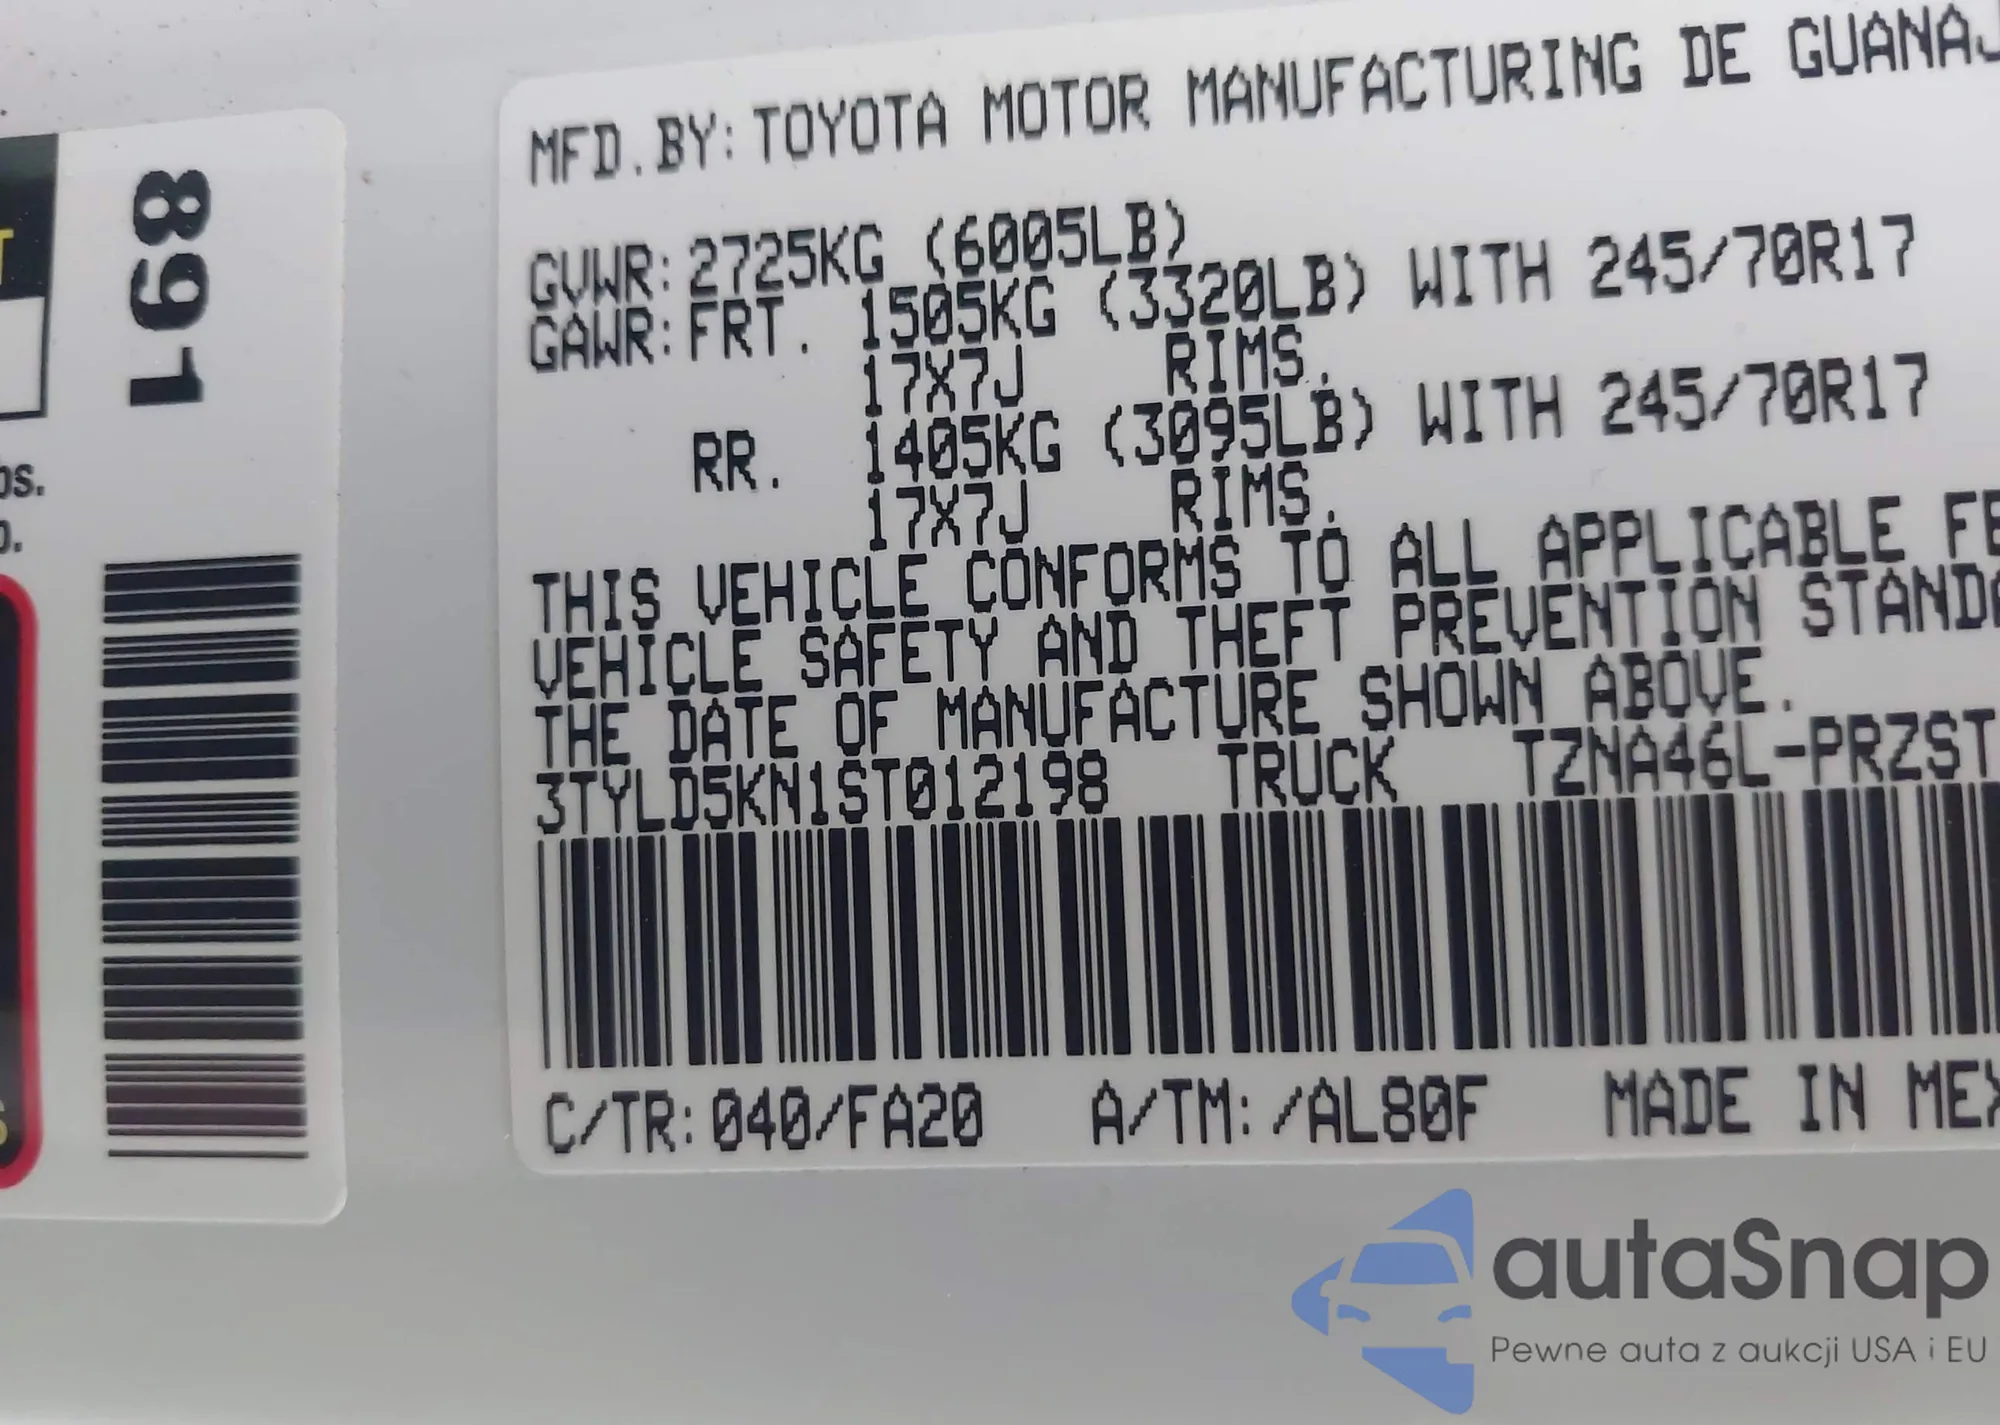 MFD.BY:TOYOTA MOTOR MANUFACTURING DE GUANAJ
GVWR:2725KG (6005LB)
GAWR:FRT. 1505KG (3320LB) WITH 245/70R17
17X7J RIMS.
RR. 1405KG (3095LB) WITH 245/70R17
17X7J RIMS.
THIS VEHICLE CONFORMS TO ALL APPLICABLE FE
VEHICLE SAFETY AND THEFT PREVENTION STANDA
THE DATE OF MANUFACTURE SHOWN ABOVE.
3TYLD5KN1ST012198 TRUCK TZNA46L-PRZST
C/TR:040/FA20 A/TM:/AL80F MADE IN MEX
891
bs.
autaSnap
Pewne auta z aukcji USA i EU